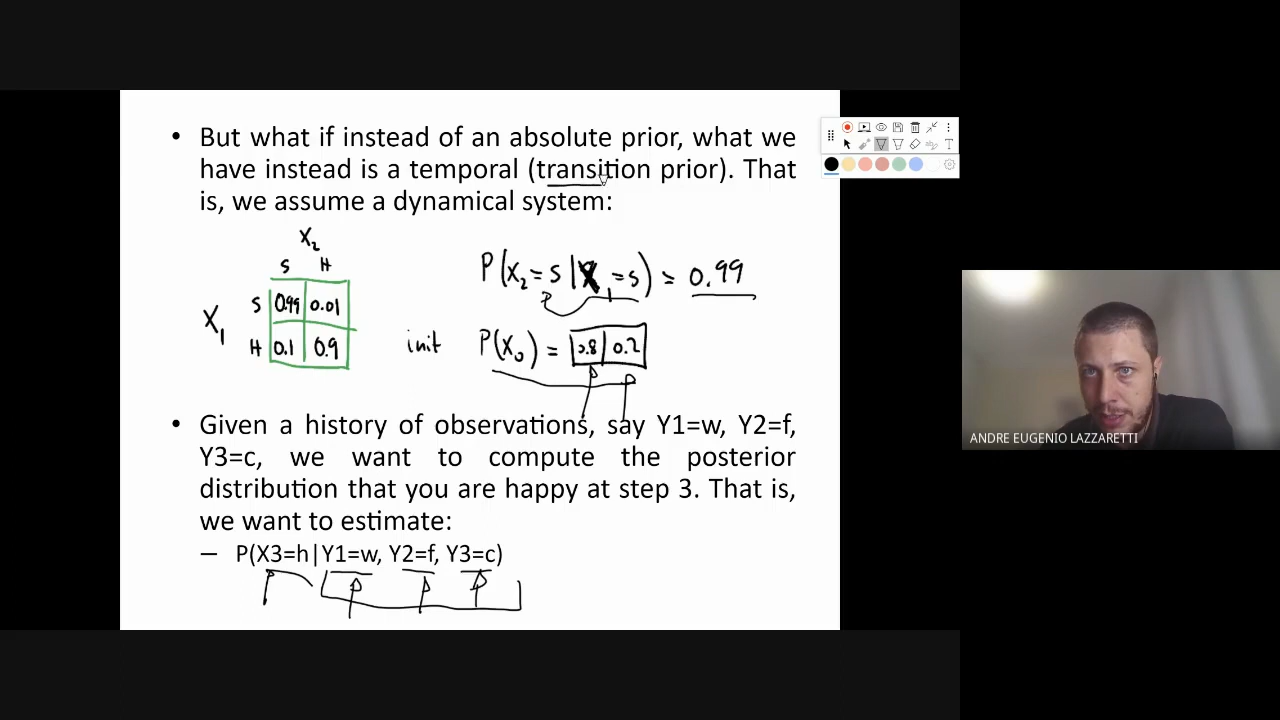 • But what if instead of an absolute prior, what we
have instead is a temporal (transition prior). That
is, we assume a dynamical system:
X2
S H
X1
S 0.99 0.01
H 0.1 0.9
P(X2=S|X1=S) = 0.99
init P(X0) = 0.8 0.2
• Given a history of observations, say Y1=w, Y2=f,
Y3=c, we want to compute the posterior
distribution that you are happy at step 3. That is,
we want to estimate:
– P(X3=h|Y1=w, Y2=f, Y3=c)
ANDRE EUGENIO LAZZARETTI